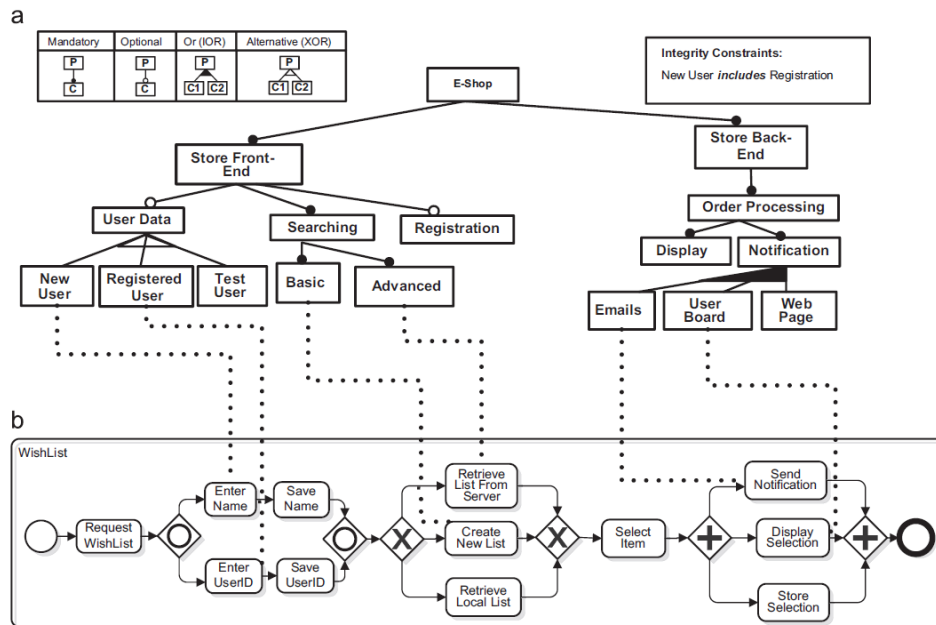 a
Mandatory Optional Or (IOR) Alternative (XOR)
P P P P
C C C1 C2 C1 C2
E-Shop
Integrity Constraints:
New User includes Registration
Store Front-
End
Store Back-
End
User Data
Searching
Registration
Order Processing
Display
Notification
New
User
Registered
User
Test
User
Basic
Advanced
Emails
User
Board
Web
Page
b
WishList
Request
WishList
Enter
Name
Save
Name
Enter
UserID
Save
UserID
X
Retrieve
List From
Server
Create
New List
Retrieve
Local List
X
Select
Item
Send
Notification
Display
Selection
Store
Selection